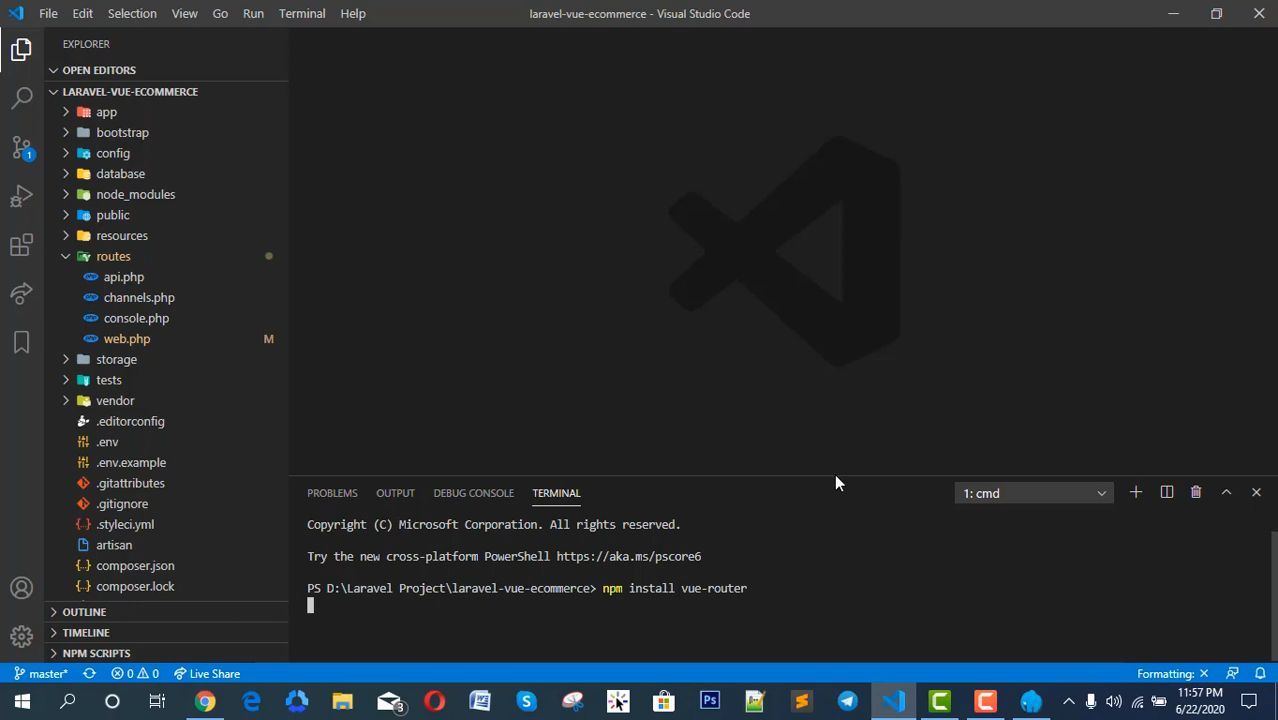 File Edit Selection View Go Run Terminal Help laravel-vue-ecommerce - Visual Studio Code
EXPLORER
OPEN EDITORS
LARAVEL-VUE-ECOMMERCE
app
bootstrap
config
database
node_modules
public
resources
routes
api.php
channels.php
console.php
web.php M
storage
tests
vendor
.editorconfig
.env
.env.example
.gitattributes
.gitignore
.styleci.yml
artisan
composer.json
composer.lock
OUTLINE
TIMELINE
NPM SCRIPTS
1
PROBLEMS OUTPUT DEBUG CONSOLE TERMINAL 1: cmd
Copyright (C) Microsoft Corporation. All rights reserved.
Try the new cross-platform PowerShell https://aka.ms/pscore6
PS D:\Laravel Project\laravel-vue-ecommerce> npm install vue-router
master* 0 0 Live Share Formatting: ×
3
Ps
11:57 PM
6/22/2020